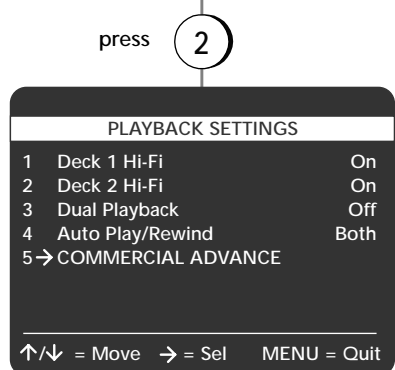 press 2
PLAYBACK SETTINGS
1 Deck 1 Hi-Fi On
2 Deck 2 Hi-Fi On
3 Dual Playback Off
4 Auto Play/Rewind Both
5→COMMERCIAL ADVANCE
↑/↓ = Move → = Sel MENU = Quit